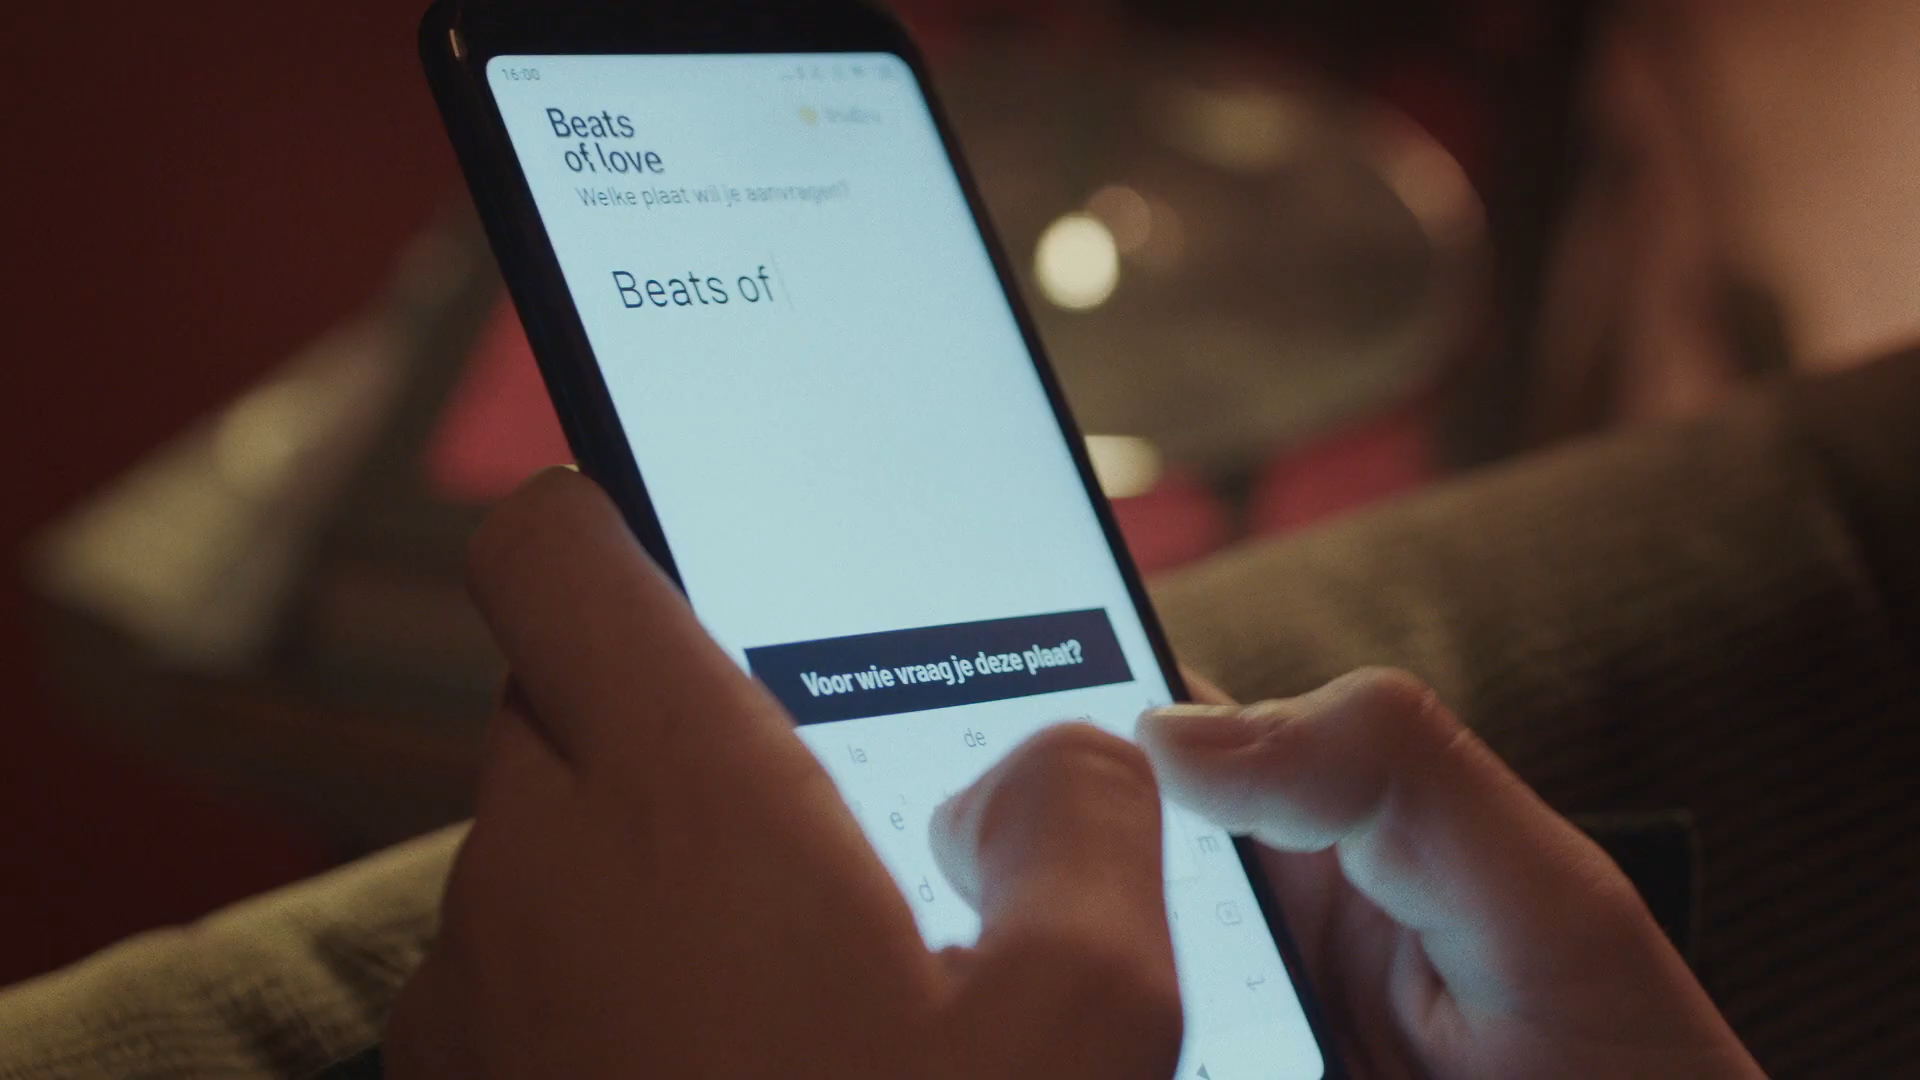 16:00
Beats
of love
Welke plaat wil je aanvragen?
Beats of
Voor wie vraag je deze plaat?
la de
e 3
d
m